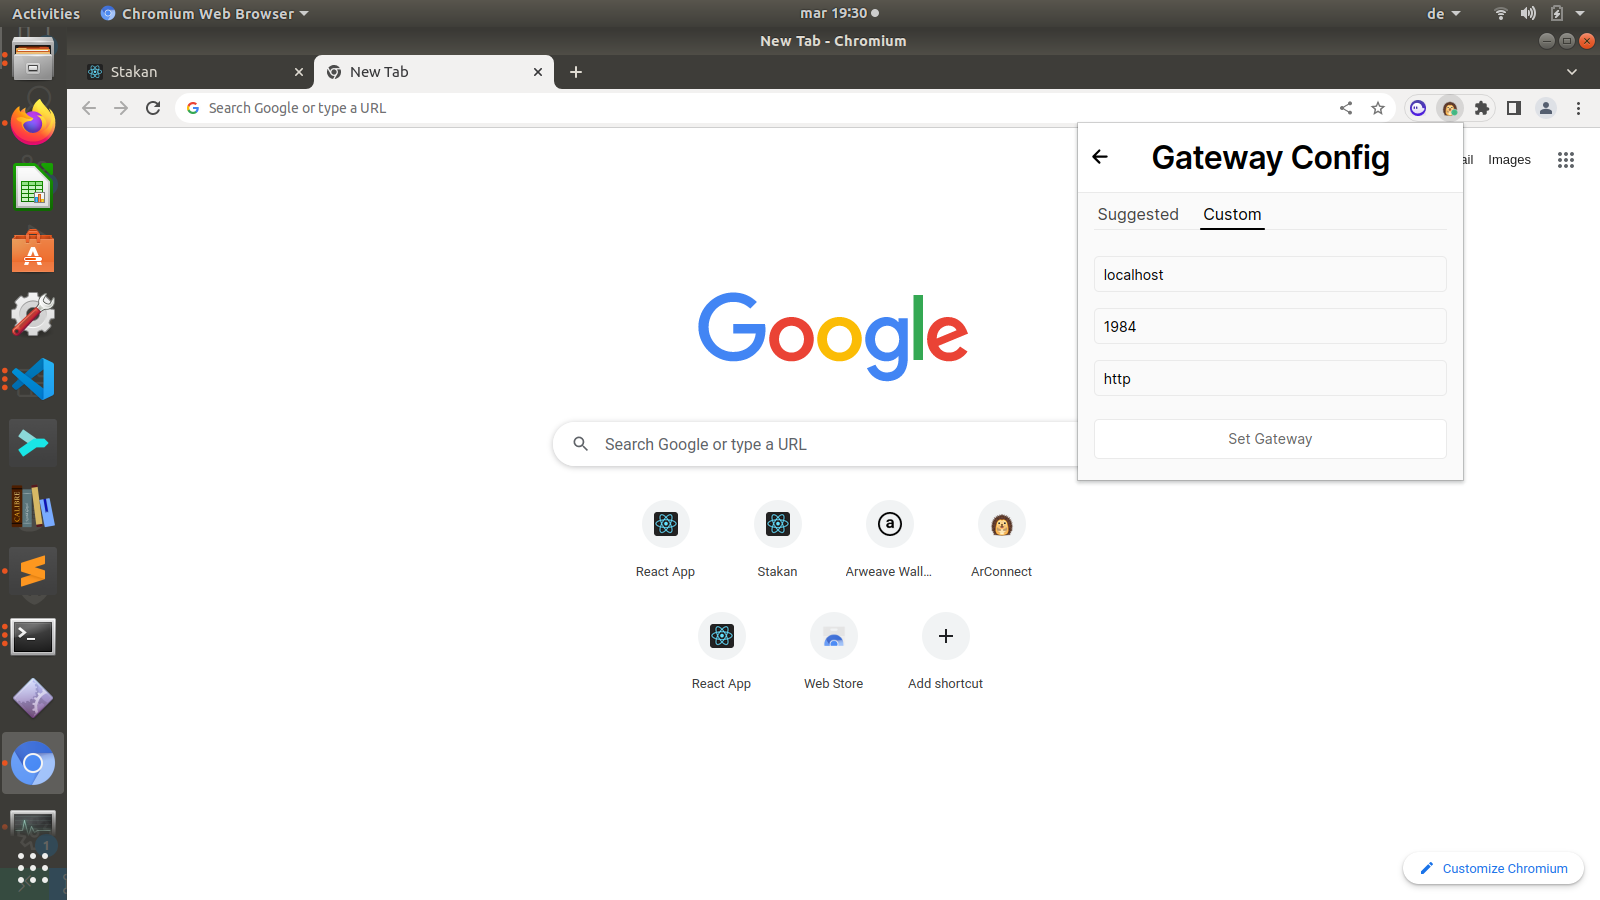 Activities
Chromium Web Browser
mar 19:30
de
New Tab - Chromium
Stakan
New Tab
Search Google or type a URL
Gateway Config
ail
Images
Suggested
Custom
localhost
1984
http
Set Gateway
Google
Search Google or type a URL
React App
Stakan
Arweave Wall...
ArConnect
React App
Web Store
Add shortcut
Customize Chromium
CALIBRE
1